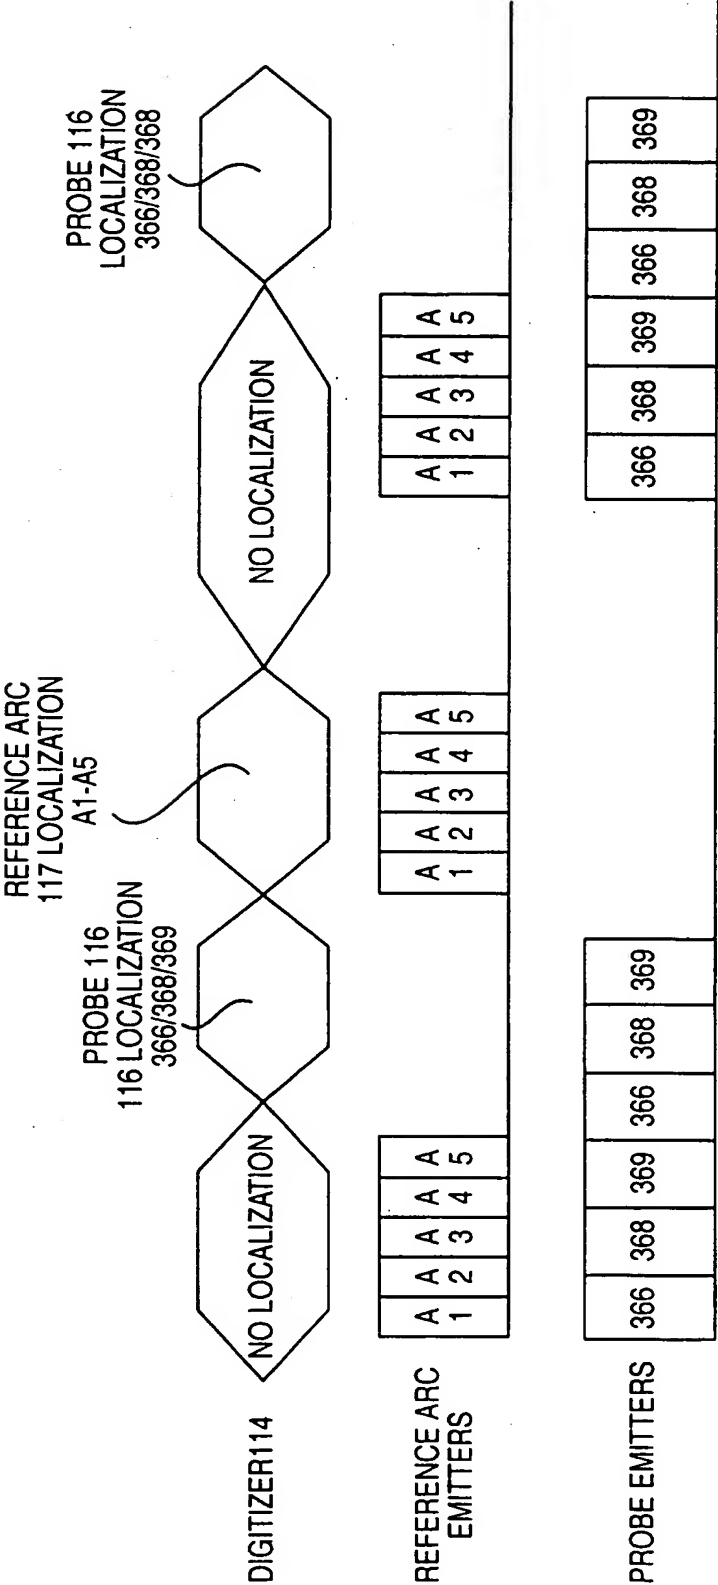 REFERENCE ARC
117 LOCALIZATION
A1-A5
PROBE 116
116 LOCALIZATION
366/368/369
PROBE 116
LOCALIZATION
366/368/368
DIGITIZER114
NO LOCALIZATION
NO LOCALIZATION
REFERENCE ARC
EMITTERS
A A A A A
1 2 3 4 5
A A A A A
1 2 3 4 5
A A A A A
1 2 3 4 5
PROBE EMITTERS
366 368 369 366 368 369
366 368 369 366 368 369